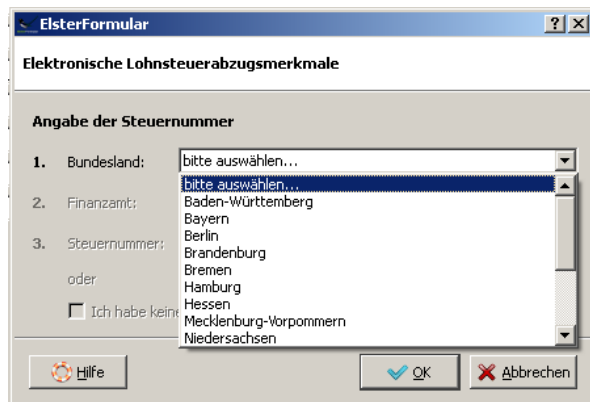 ElsterFormular
Elektronische Lohnsteuerabzugsmerkmale
Angabe der Steuernummer
1. Bundesland: bitte auswählen...
bitte auswählen...
Baden-Württemberg
2. Finanzamt:
Bayern
Berlin
3. Steuernummer:
Brandenburg
Bremen
oder
Hamburg
Hessen
Ich habe keine
Mecklenburg-Vorpommern
Niedersachsen
Hilfe
OK
Abbrechen